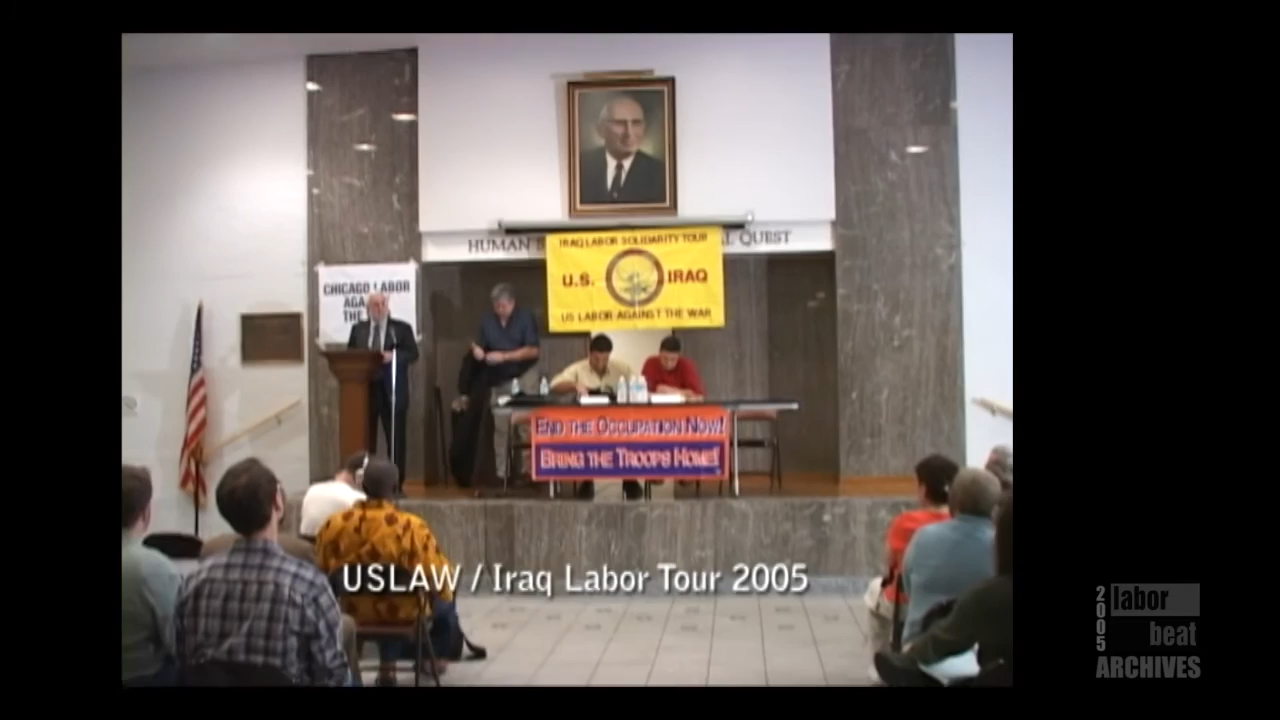 HUMAN
QUEST
IRAQ LABOR SOLIDARITY TOUR
U.S. IRAQ
US LABOR AGAINST THE WAR
CHICAGO LABOR
THE
END THE OCCUPATION NOW!
BRING THE TROOPS HOME!
USLAW / Iraq Labor Tour 2005
2005
labor
beat
ARCHIVES